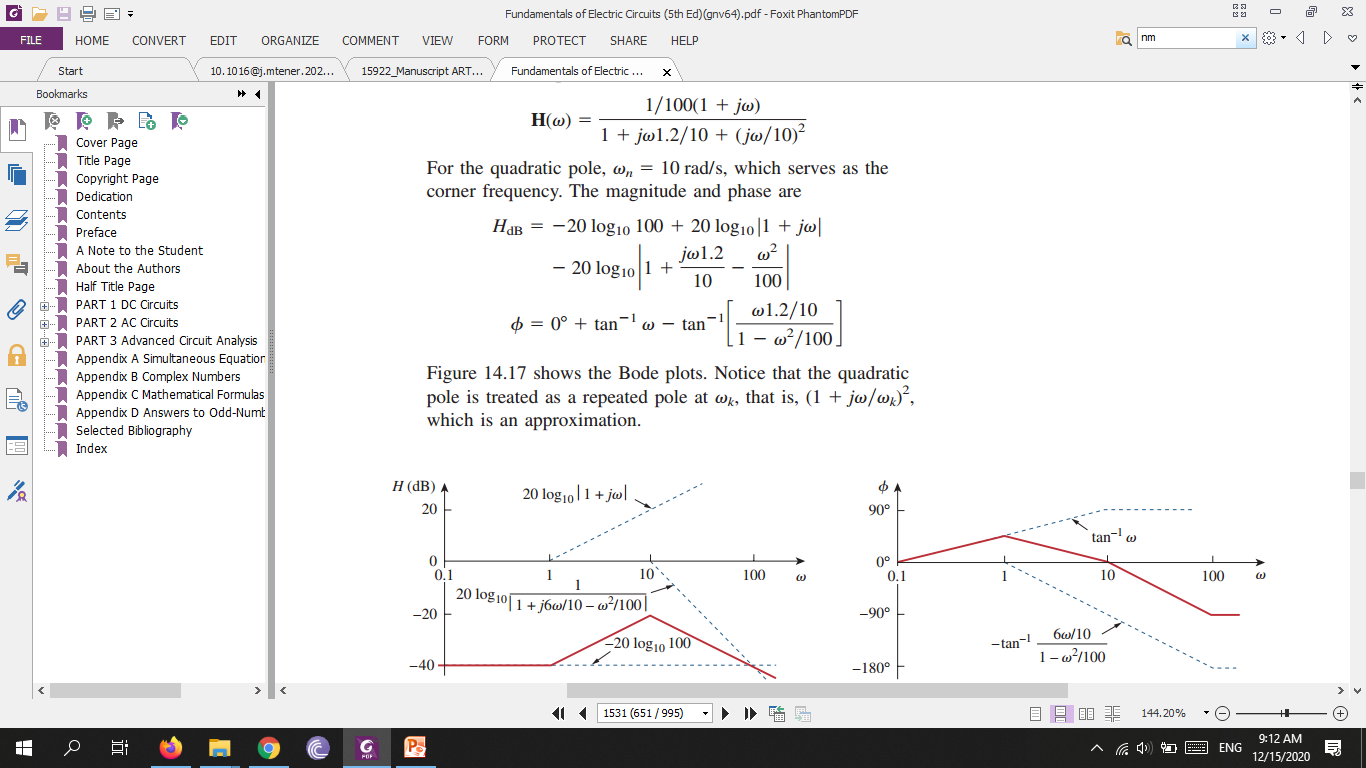 Fundamentals of Electric Circuits (5th Ed)(gnv64).pdf - Foxit PhantomPDF
FILE HOME CONVERT EDIT ORGANIZE COMMENT VIEW FORM PROTECT SHARE HELP
nm
Start 10.1016@j.mtener.202... 15922_Manuscript ART... Fundamentals of Electric ...
Bookmarks
Cover Page
Title Page
Copyright Page
Dedication
Contents
Preface
A Note to the Student
About the Authors
Half Title Page
PART 1 DC Circuits
PART 2 AC Circuits
PART 3 Advanced Circuit Analysis
Appendix A Simultaneous Equation
Appendix B Complex Numbers
Appendix C Mathematical Formulas
Appendix D Answers to Odd-Numb
Selected Bibliography
Index
H(ω) = 1/100(1 + jω) / 1 + jω1.2/10 + (jω/10)²
For the quadratic pole, ωn = 10 rad/s, which serves as the
corner frequency. The magnitude and phase are
HdB = −20 log10 100 + 20 log10|1 + jω|
− 20 log10|1 + jω1.2/10 − ω²/100|
ϕ = 0° + tan⁻¹ ω − tan⁻¹[ω1.2/10 / 1 − ω²/100]
Figure 14.17 shows the Bode plots. Notice that the quadratic
pole is treated as a repeated pole at ωk, that is, (1 + jω/ωk)²,
which is an approximation.
H (dB)
20
0
−20
−40
0.1 1 10 100 ω
20 log10|1 + jω|
20 log10 1/|1 + j6ω/10 − ω²/100|
−20 log10 100
ϕ
90°
0°
−90°
−180°
0.1 1 10 100 ω
tan⁻¹ ω
−tan⁻¹ 6ω/10 / 1 − ω²/100
1531 (651 / 995)
144.20%
PDF
ENG
9:12 AM
12/15/2020